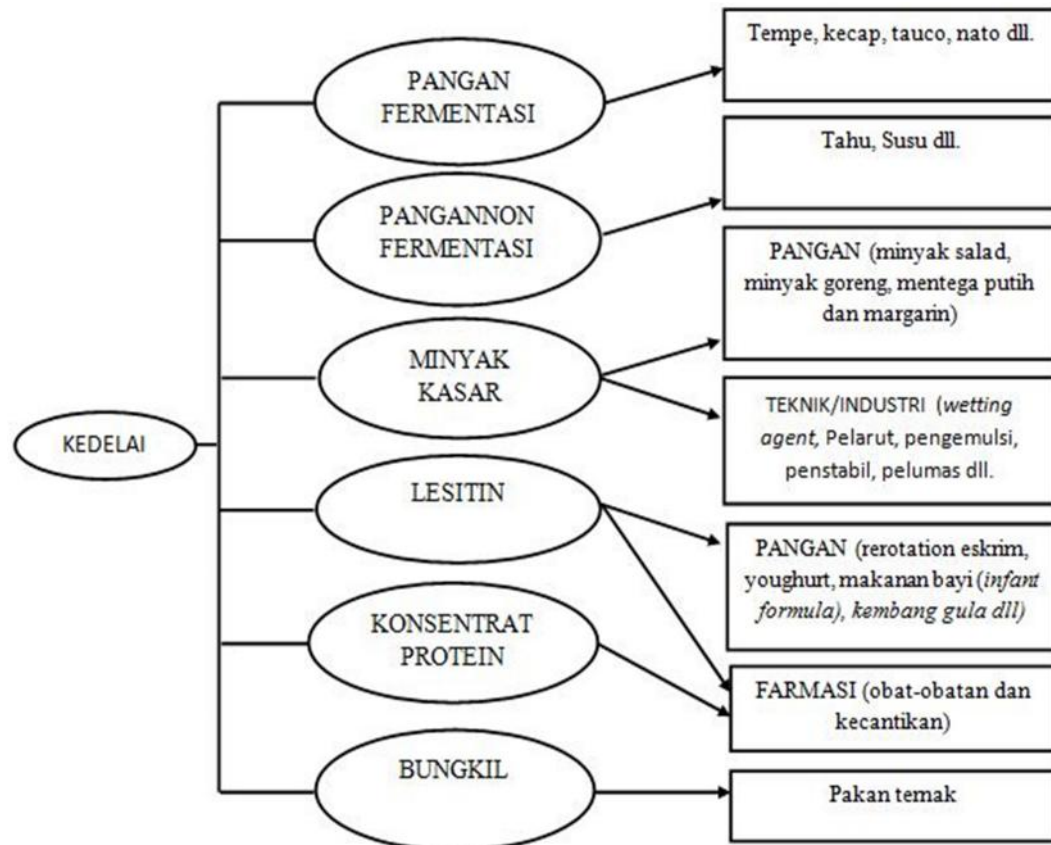 KEDELAI
PANGAN
FERMENTASI
Tempe, kecap, tauco, nato dll.
PANGANNON
FERMENTASI
Tahu, Susu dll.
MINYAK
KASAR
PANGAN (minyak salad,
minyak goreng, mentega putih
dan margarin)
TEKNIK/INDUSTRI (wetting
agent, Pelarut, pengemulsi,
penstabil, pelumas dll.
LESITIN
PANGAN (rerotation eskrim,
youghurt, makanan bayi (infant
formula), kembang gula dll)
KONSENTRAT
PROTEIN
FARMASI (obat-obatan dan
kecantikan)
BUNGKIL
Pakan ternak